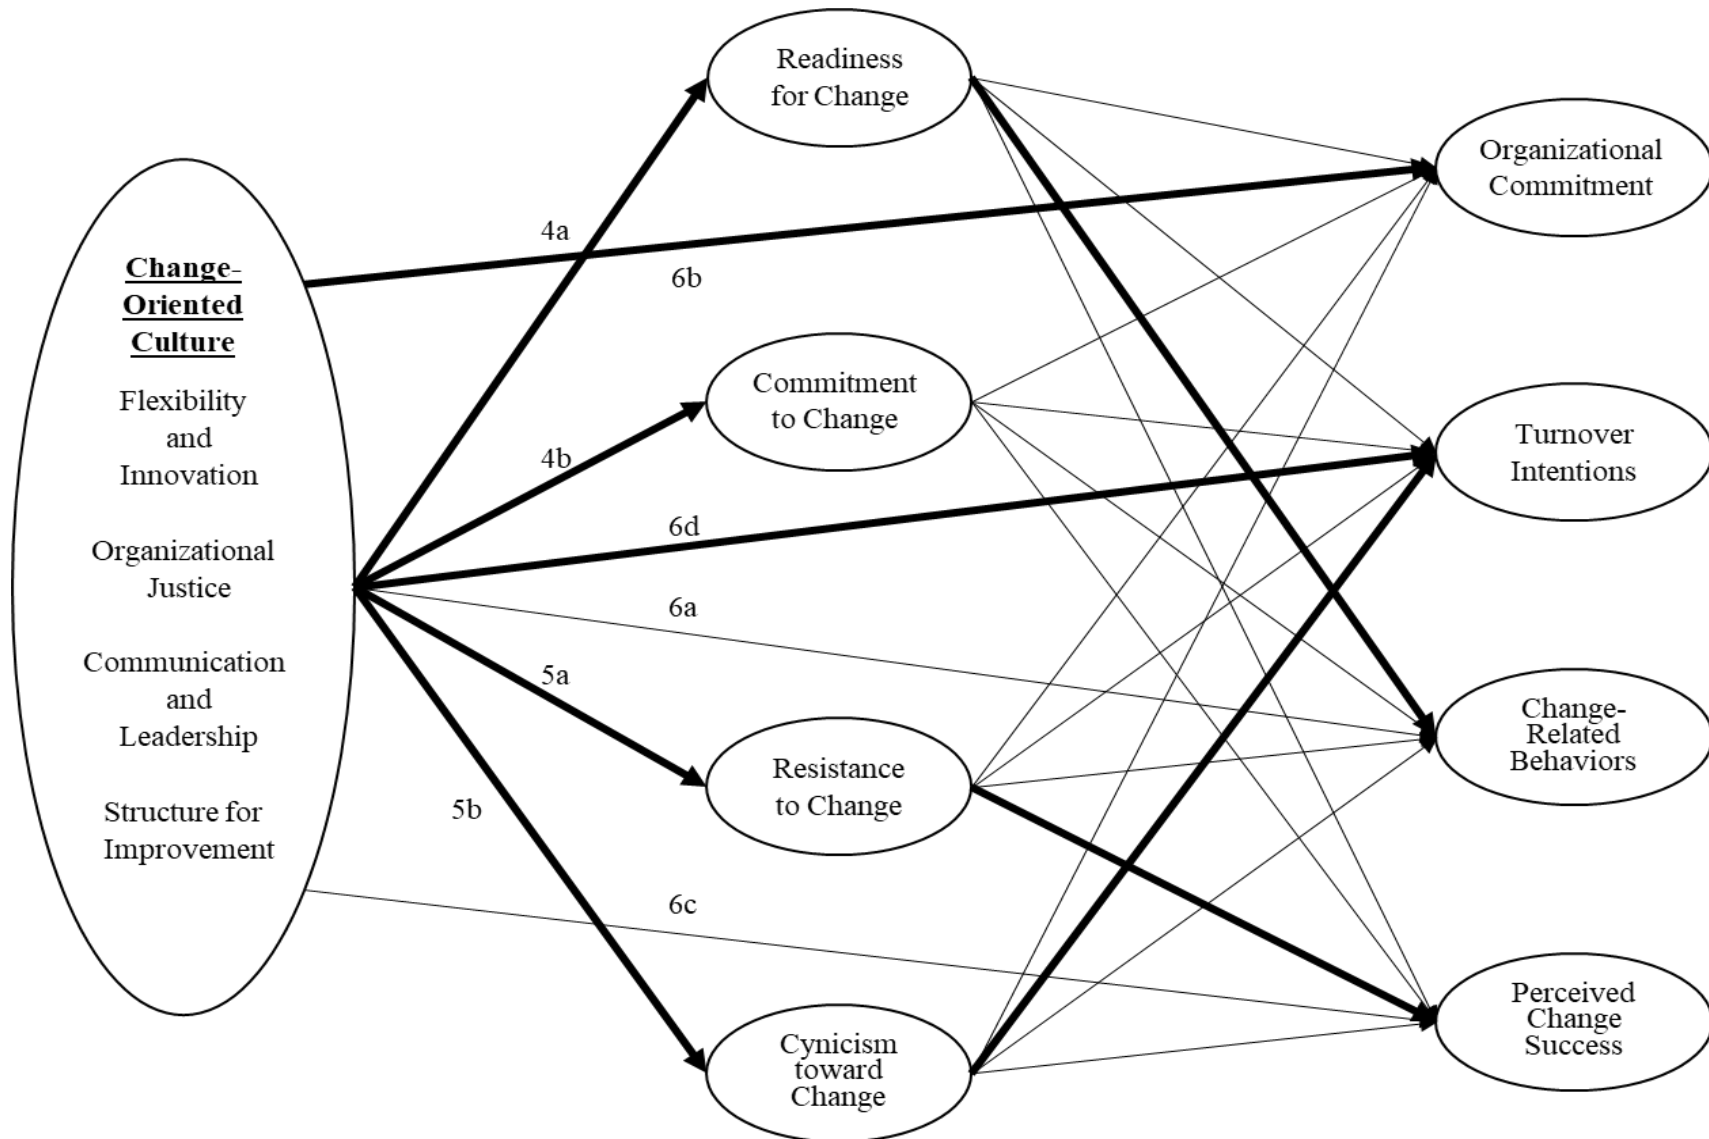 Change-
Oriented
Culture
Flexibility
and
Innovation
Organizational
Justice
Communication
and
Leadership
Structure for
Improvement
4a
6b
4b
6d
6a
5a
5b
6c
Readiness
for Change
Commitment
to Change
Resistance
to Change
Cynicism
toward
Change
Organizational
Commitment
Turnover
Intentions
Change-
Related
Behaviors
Perceived
Change
Success